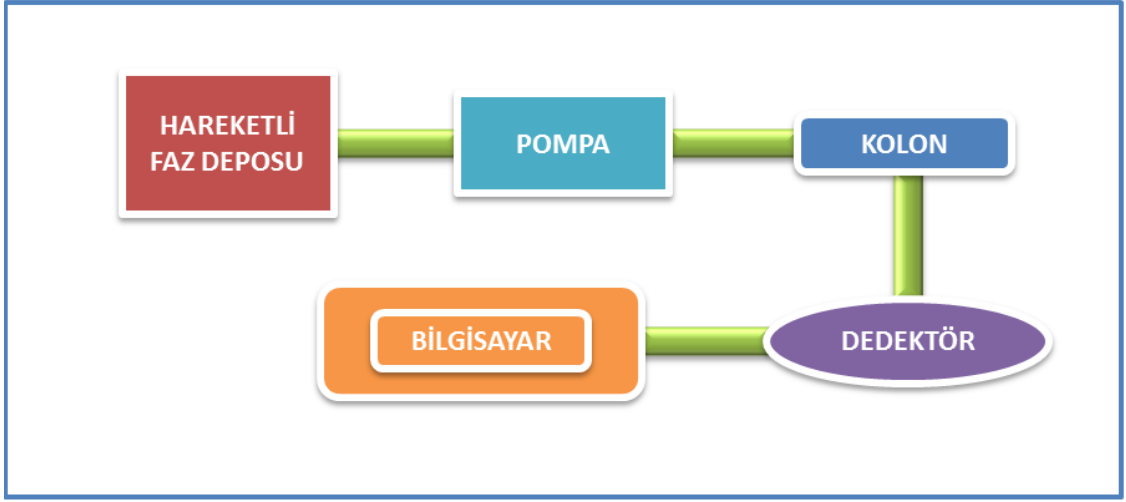 HAREKETLİ
FAZ DEPOSU
POMPA
KOLON
BİLGİSAYAR
DEDEKTÖR